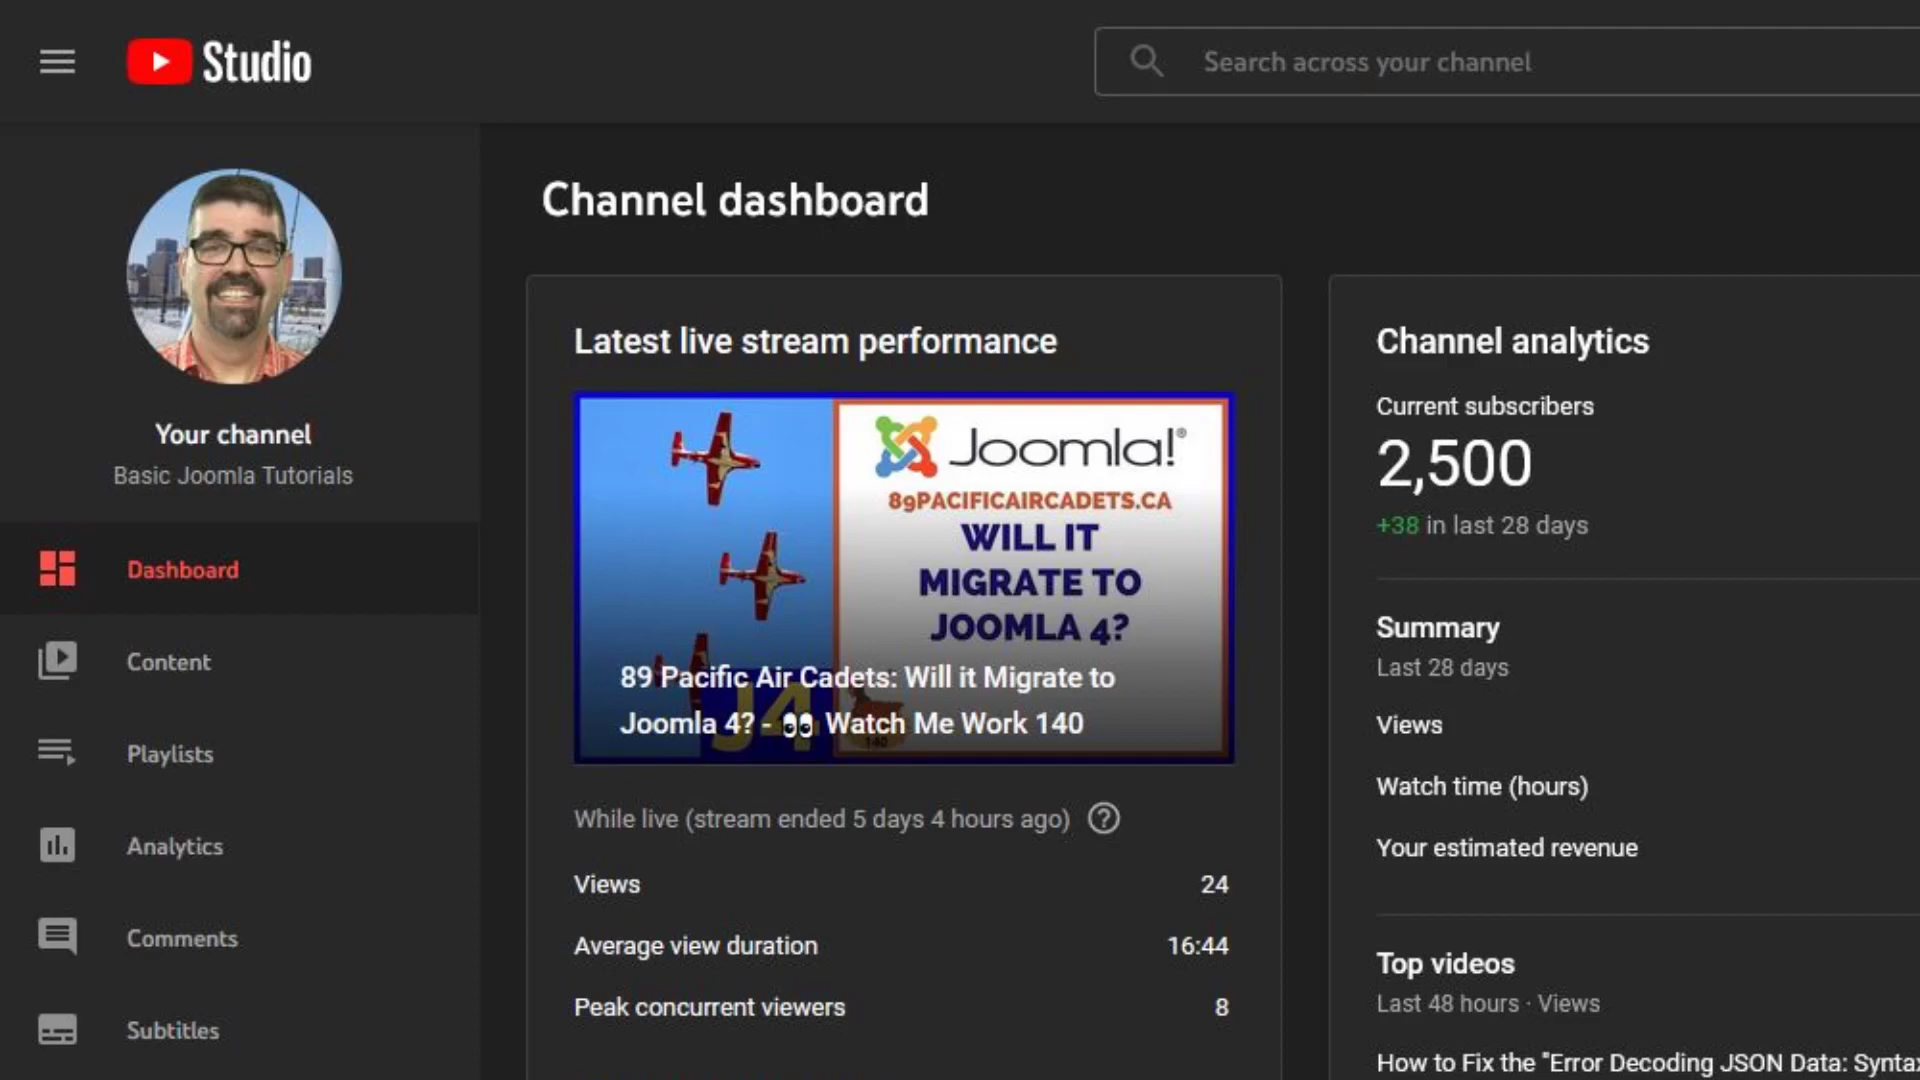 Studio
Search across your channel
Your channel
Basic Joomla Tutorials
Dashboard
Content
Playlists
Analytics
Comments
Subtitles
Channel dashboard
Latest live stream performance
Joomla!®
89PACIFICAIRCADETS.CA
WILL IT
MIGRATE TO
JOOMLA 4?
J4
140
89 Pacific Air Cadets: Will it Migrate to
Joomla 4? - 👀 Watch Me Work 140
While live (stream ended 5 days 4 hours ago)
Views 24
Average view duration 16:44
Peak concurrent viewers 8
Channel analytics
Current subscribers
2,500
+38 in last 28 days
Summary
Last 28 days
Views
Watch time (hours)
Your estimated revenue
Top videos
Last 48 hours · Views
How to Fix the "Error Decoding JSON Data: Syntax